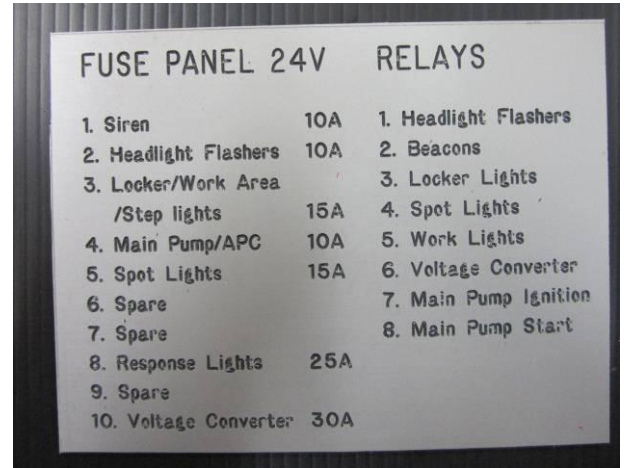 FUSE PANEL 24V
1. Siren 10A
2. Headlight Flashers 10A
3. Locker/Work Area
/Step lights 15A
4. Main Pump/APC 10A
5. Spot Lights 15A
6. Spare
7. Spare
8. Response Lights 25A
9. Spare
10. Voltage Converter 30A
RELAYS
1. Headlight Flashers
2. Beacons
3. Locker Lights
4. Spot Lights
5. Work Lights
6. Voltage Converter
7. Main Pump Ignition
8. Main Pump Start